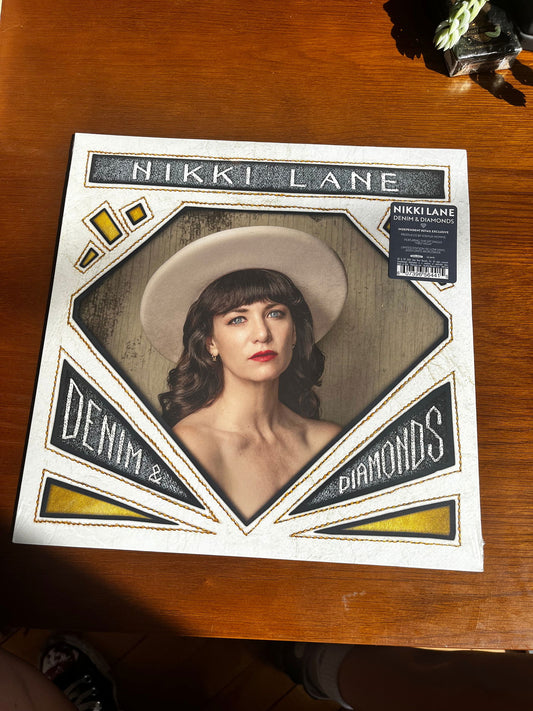 NIKKI LANE
NIKKI LANE
DENIM & DIAMONDS
INDEPENDENT RETAIL EXCLUSIVE
DENIM &
DIAMONDS